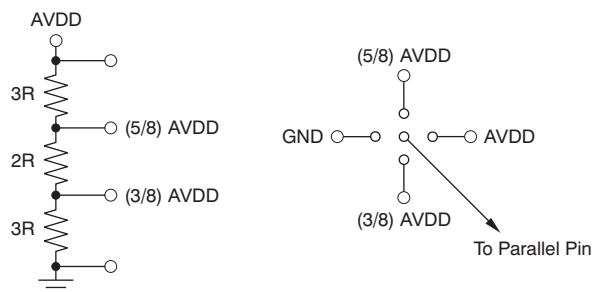 AVDD
3R
(5/8) AVDD
2R
(3/8) AVDD
3R
(5/8) AVDD
GND
AVDD
(3/8) AVDD
To Parallel Pin